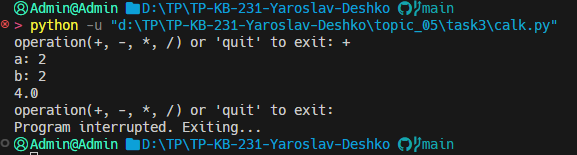 Admin@Admin D:\TP\TP-KB-231-Yaroslav-Deshko main
> python -u "d:\TP\TP-KB-231-Yaroslav-Deshko\topic_05\task3\calk.py"
operation(+, -, *, /) or 'quit' to exit: +
a: 2
b: 2
4.0
operation(+, -, *, /) or 'quit' to exit:
Program interrupted. Exiting...
Admin@Admin D:\TP\TP-KB-231-Yaroslav-Deshko main